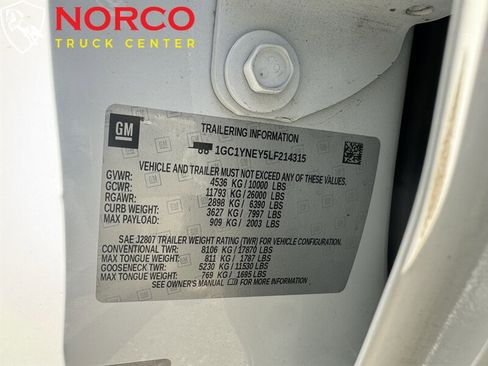 NORCO
TRUCK CENTER
GM
TRAILERING INFORMATION
1GC1YNEY5LF214315
VEHICLE AND TRAILER MUST NOT EXCEED ANY OF THESE
GVWR: 4536 KG/10000 LBS
GCWR: 11793 KG/26000 LBS
RGAWR: 2898 KG/ 6390 LBS
CURB WEIGHT: 3627 KG/ 7997 LBS
MAX PAYLOAD: 909 KG/ 2003 LBS
SAE J2807 TRAILER WEIGHT RATING (TWR) FOR VEHICLE CONFIGURATION.
CONVENTIONAL TWR: 8106 KG/17870 LBS
MAX TONGUE WEIGHT: 811 KG/ 1787 LBS
GOOSENECK TWR: 5230 KG/11530 LBS
MAX TONGUE WEIGHT: 769 KG/ 1695 LBS
SEE OWNER'S MANUAL FOR ADDITIONAL INFORMATION